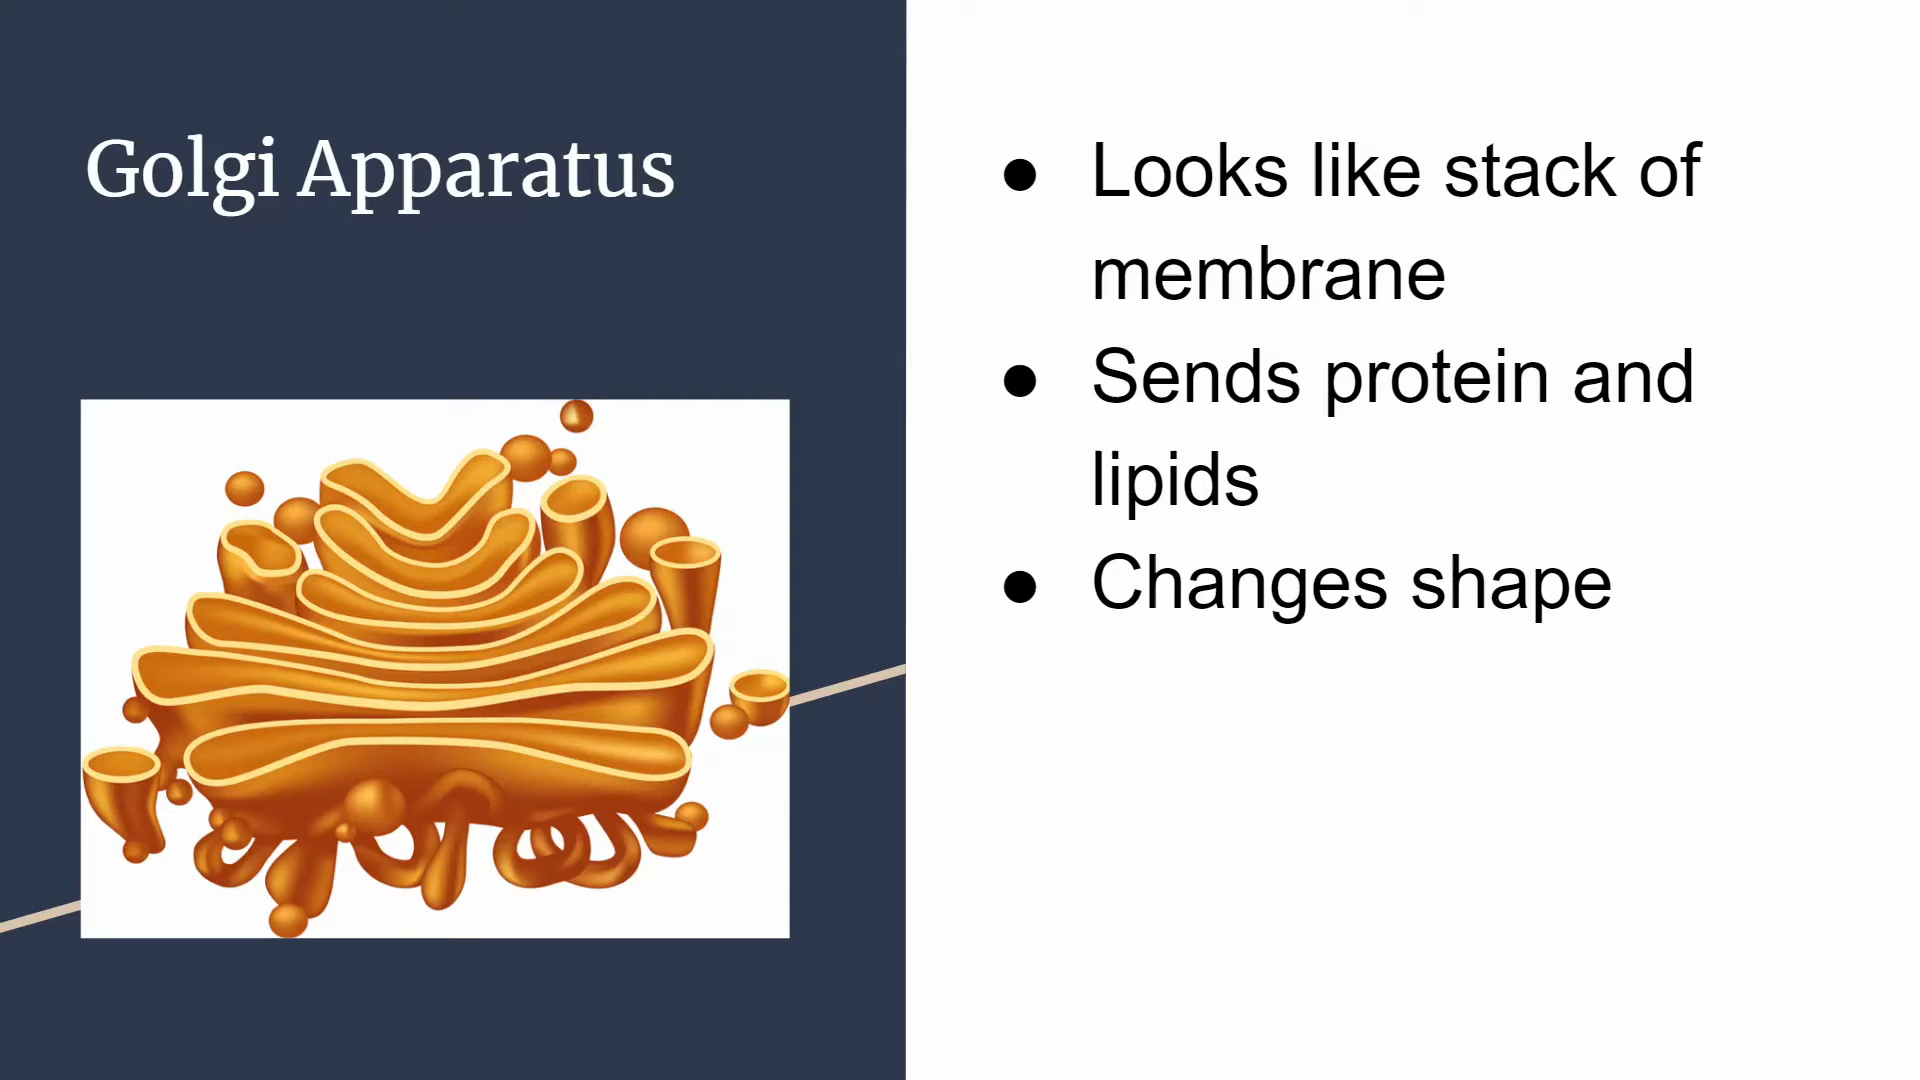 Golgi Apparatus
● Looks like stack of
membrane
● Sends protein and
lipids
● Changes shape